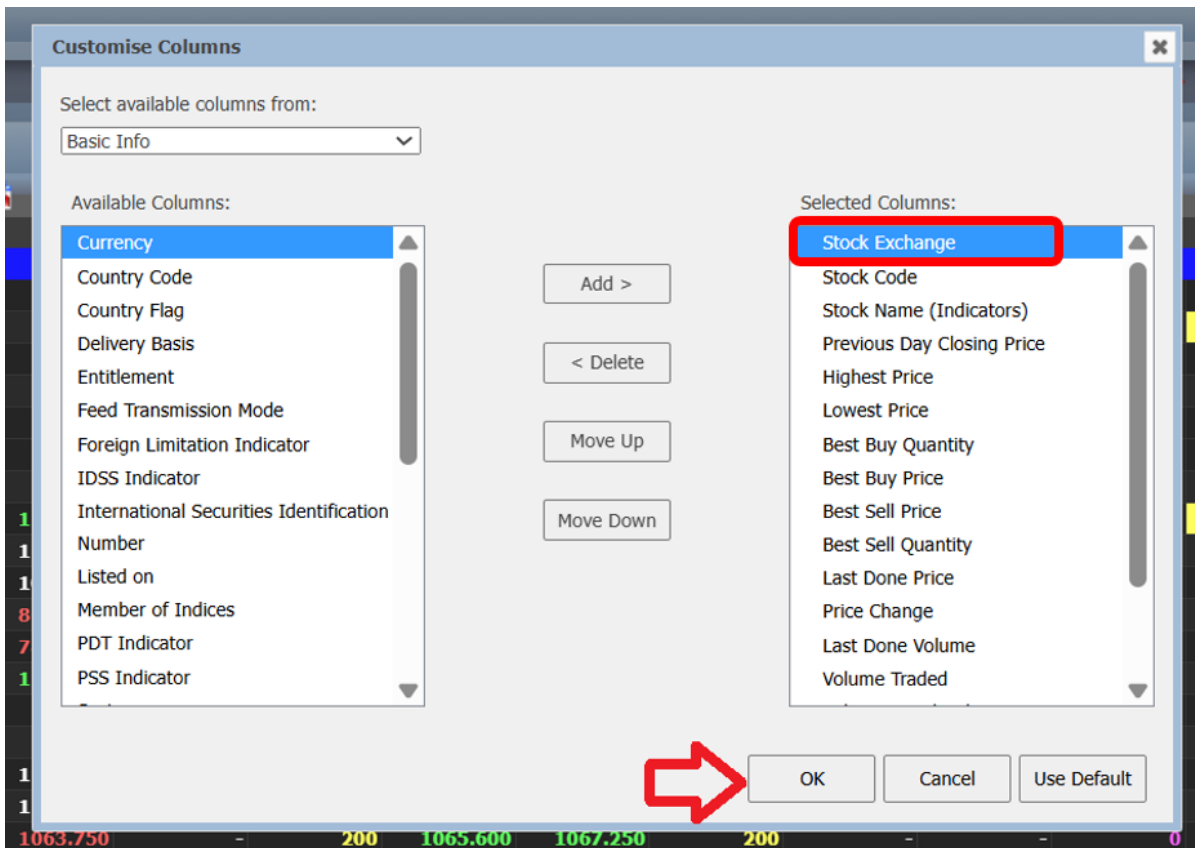 Customise Columns
Select available columns from:
Basic Info
Available Columns:
Currency
Country Code
Country Flag
Delivery Basis
Entitlement
Feed Transmission Mode
Foreign Limitation Indicator
IDSS Indicator
International Securities Identification
Number
Listed on
Member of Indices
PDT Indicator
PSS Indicator
Add >
< Delete
Move Up
Move Down
Selected Columns:
Stock Exchange
Stock Code
Stock Name (Indicators)
Previous Day Closing Price
Highest Price
Lowest Price
Best Buy Quantity
Best Buy Price
Best Sell Price
Best Sell Quantity
Last Done Price
Price Change
Last Done Volume
Volume Traded
OK
Cancel
Use Default
1063.750 - 200 1065.600 1067.250 200 - - 0